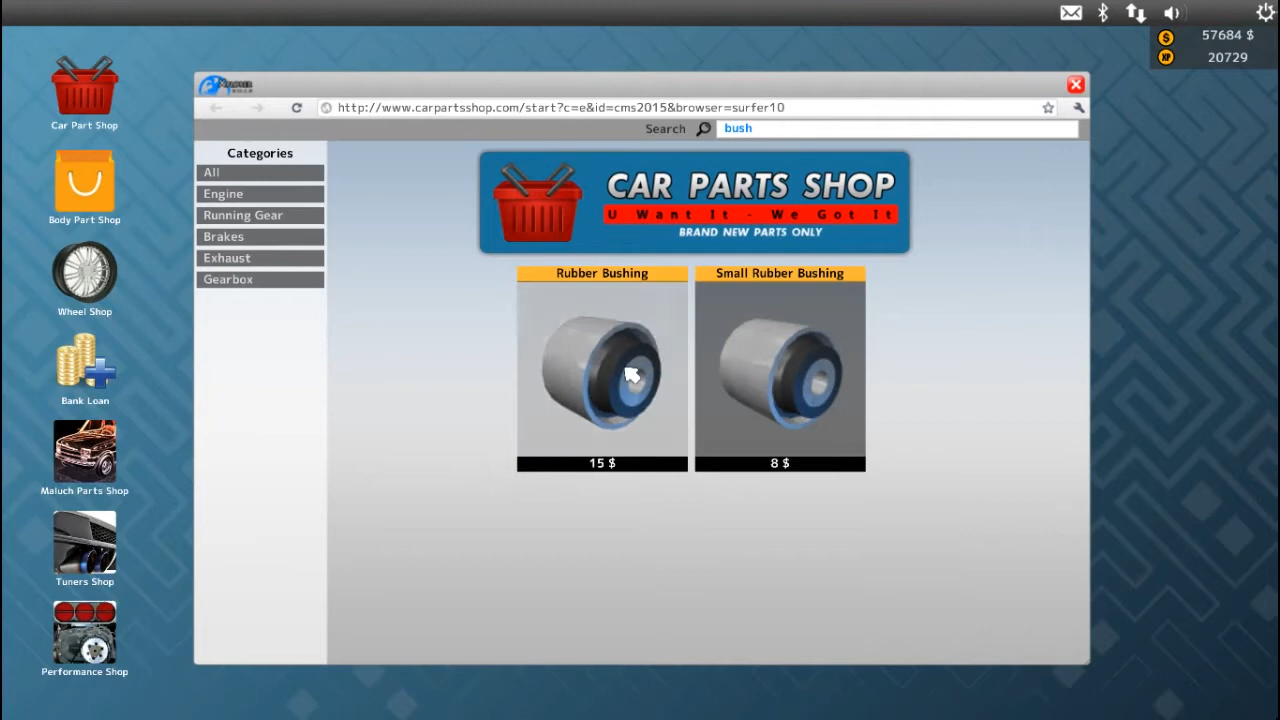 57684 $
XP 20729
Car Part Shop
Body Part Shop
Wheel Shop
Bank Loan
Maluch Parts Shop
Tuners Shop
Performance Shop
http://www.carpartsshop.com/start?c=e&id=cms2015&browser=surfer10
Search bush
Categories
All
Engine
Running Gear
Brakes
Exhaust
Gearbox
CAR PARTS SHOP
U Want It - We Got It
BRAND NEW PARTS ONLY
Rubber Bushing
15 $
Small Rubber Bushing
8 $